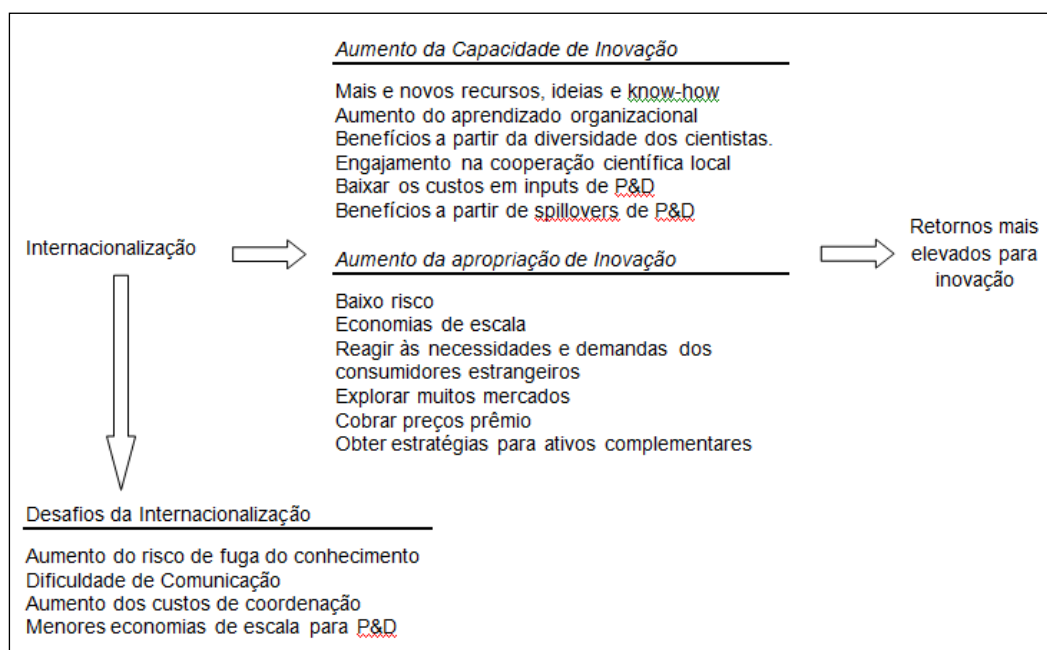 Aumento da Capacidade de Inovação
Mais e novos recursos, ideias e know-how
Aumento do aprendizado organizacional
Benefícios a partir da diversidade dos cientistas.
Engajamento na cooperação científica local
Baixar os custos em inputs de P&D
Benefícios a partir de spillovers de P&D
Internacionalização
Aumento da apropriação de Inovação
Baixo risco
Economias de escala
Reagir às necessidades e demandas dos
consumidores estrangeiros
Explorar muitos mercados
Cobrar preços prêmio
Obter estratégias para ativos complementares
Retornos mais
elevados para
inovação
Desafios da Internacionalização
Aumento do risco de fuga do conhecimento
Dificuldade de Comunicação
Aumento dos custos de coordenação
Menores economias de escala para P&D